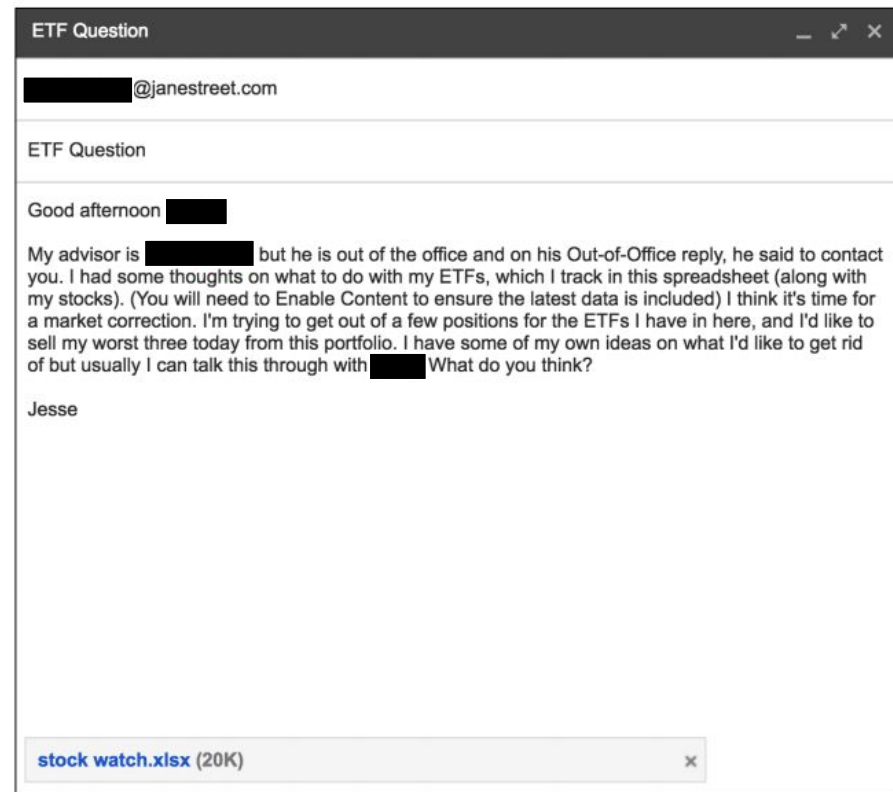 ETF Question
@janestreet.com
ETF Question
Good afternoon
My advisor is but he is out of the office and on his Out-of-Office reply, he said to contact
you. I had some thoughts on what to do with my ETFs, which I track in this spreadsheet (along with
my stocks). (You will need to Enable Content to ensure the latest data is included) I think it's time for
a market correction. I'm trying to get out of a few positions for the ETFs I have in here, and I'd like to
sell my worst three today from this portfolio. I have some of my own ideas on what I'd like to get rid
of but usually I can talk this through with What do you think?
Jesse
stock watch.xlsx (20K)